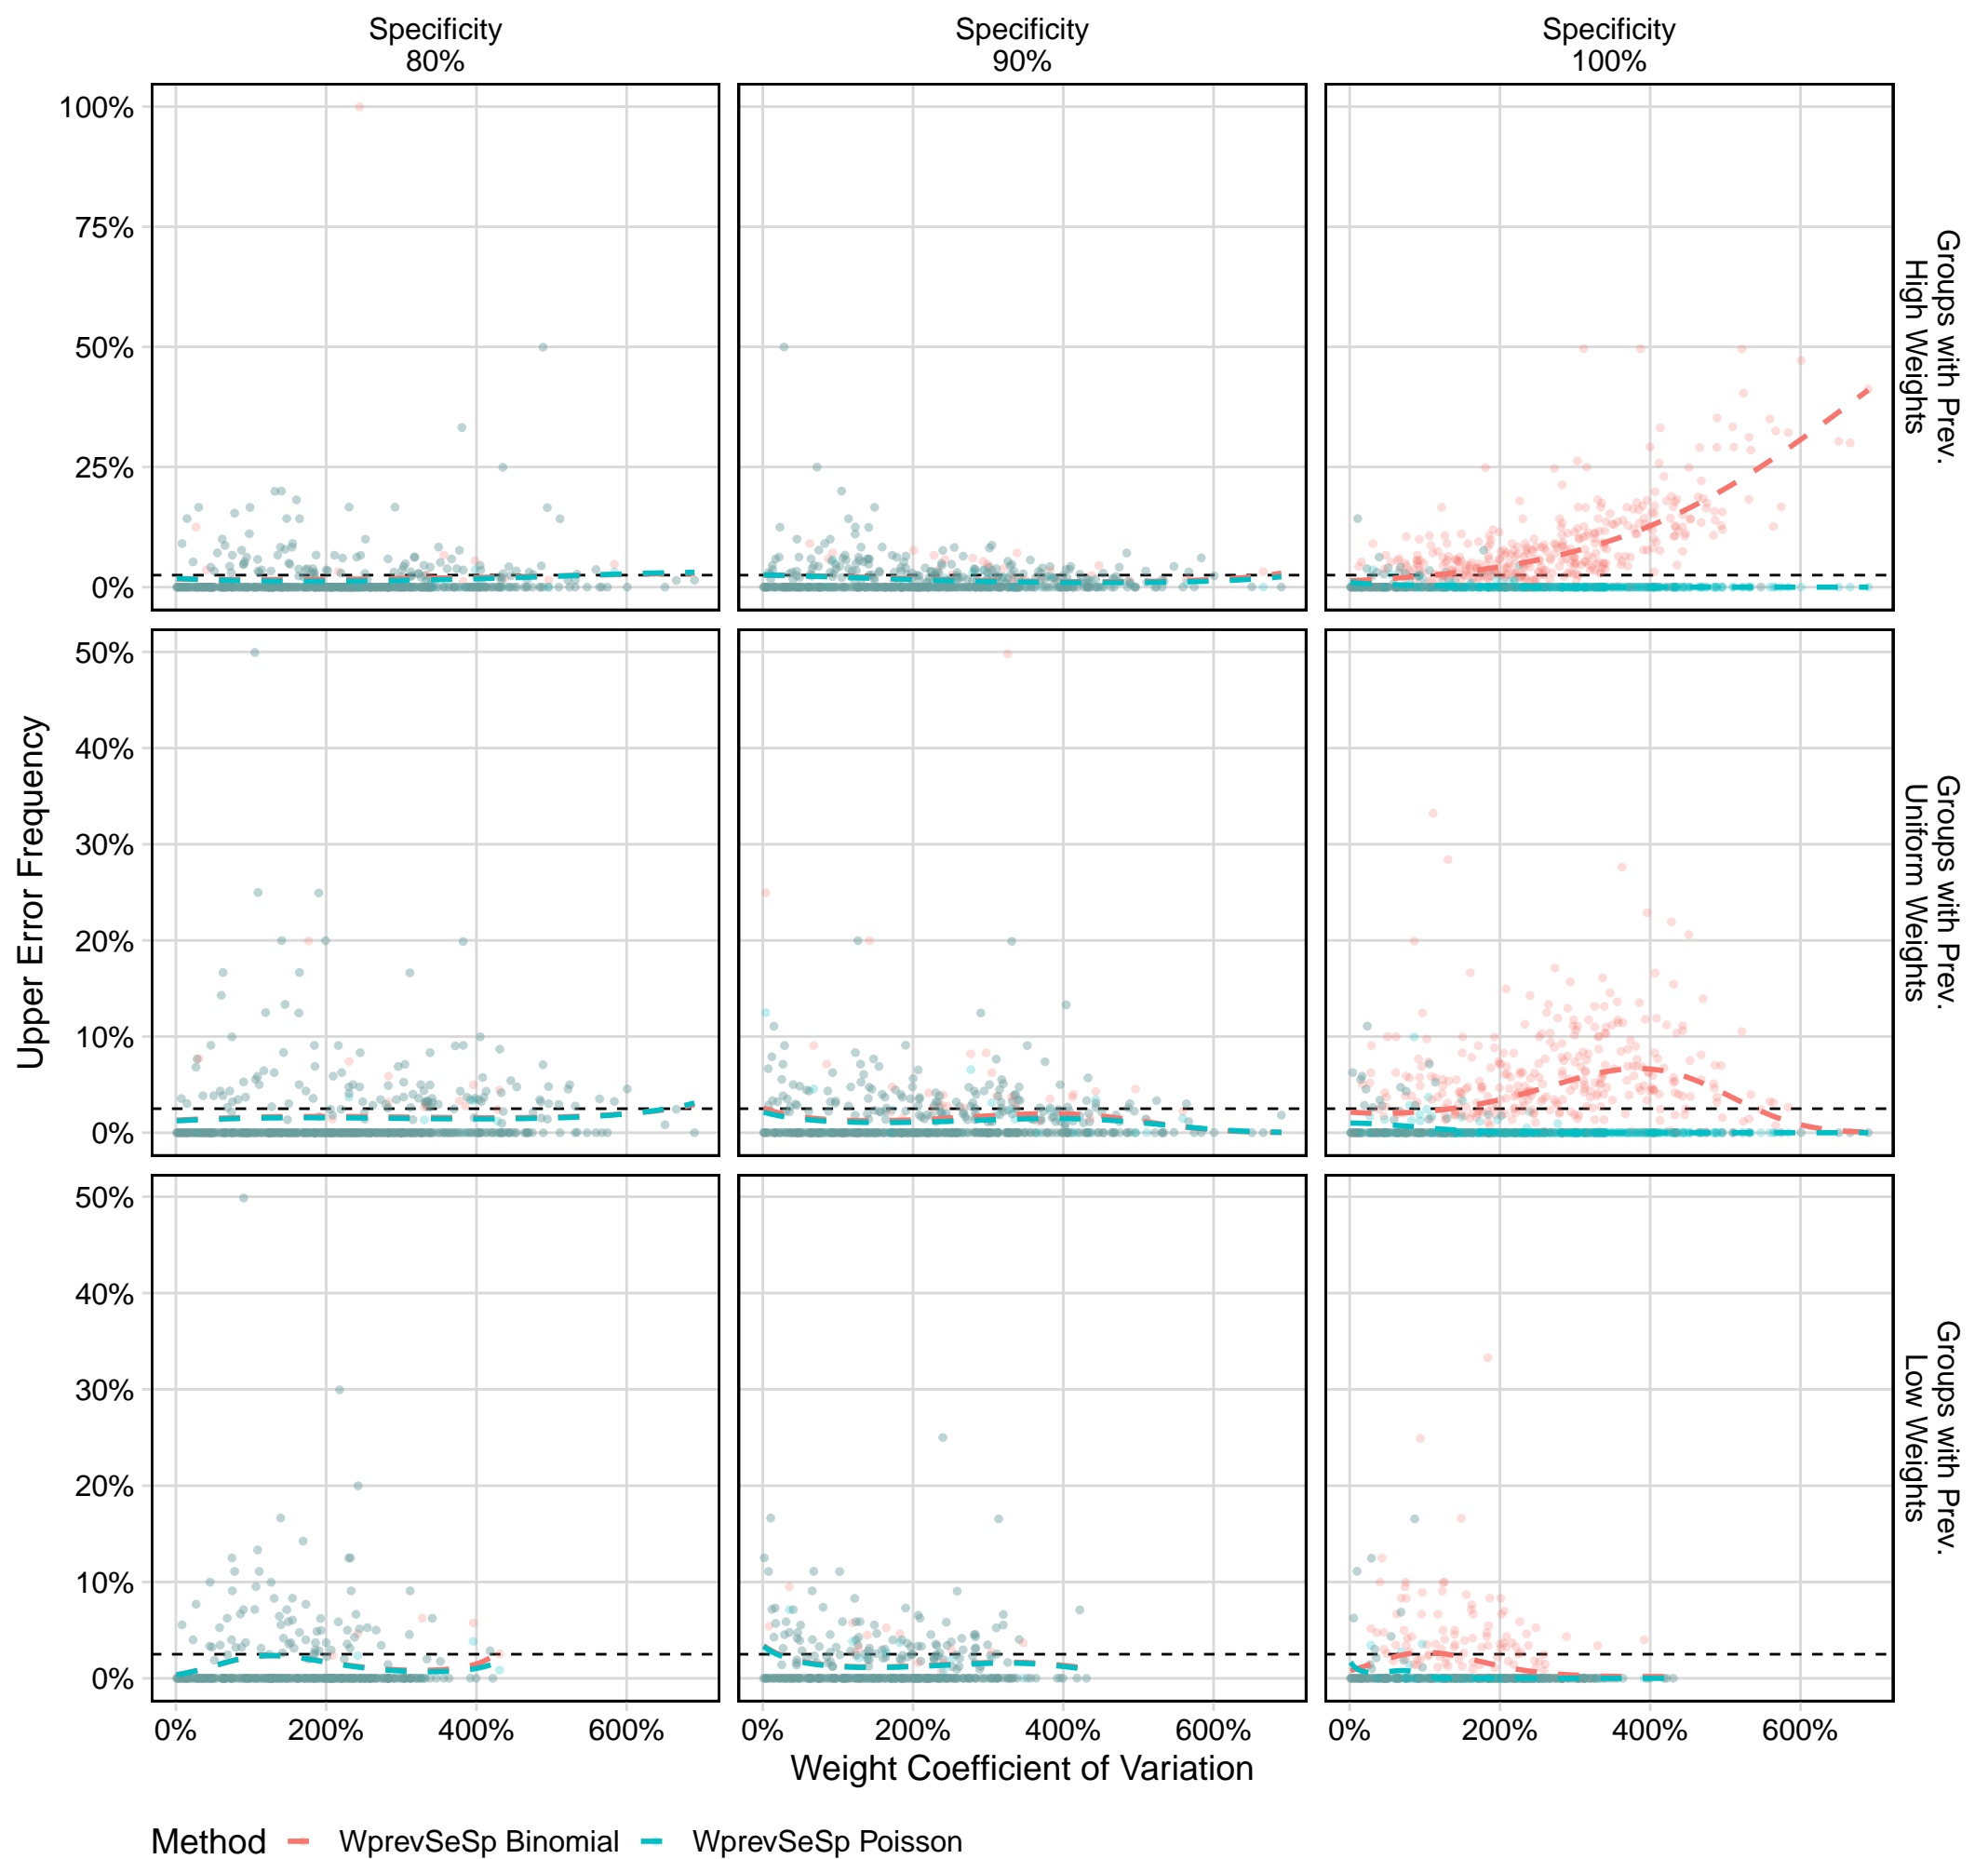 Specificity
80%
Specificity
90%
Specificity
100%
100%
75%
50%
25%
0%
Groups with Prev.
High Weights
50%
40%
30%
20%
10%
0%
Groups with Prev.
Uniform Weights
50%
40%
30%
20%
10%
0%
Groups with Prev.
Low Weights
Upper Error Frequency
0% 200% 400% 600%
0% 200% 400% 600%
0% 200% 400% 600%
Weight Coefficient of Variation
Method WprevSeSp Binomial WprevSeSp Poisson